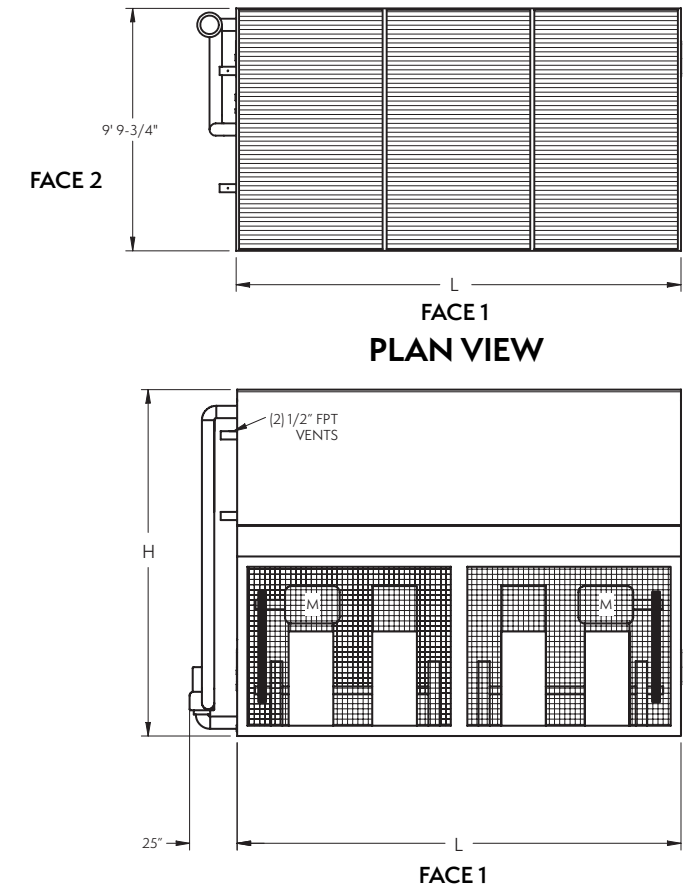 9' 9-3/4"
FACE 2
L
FACE 1
PLAN VIEW
(2) 1/2" FPT
VENTS
H
M
M
25"
L
FACE 1